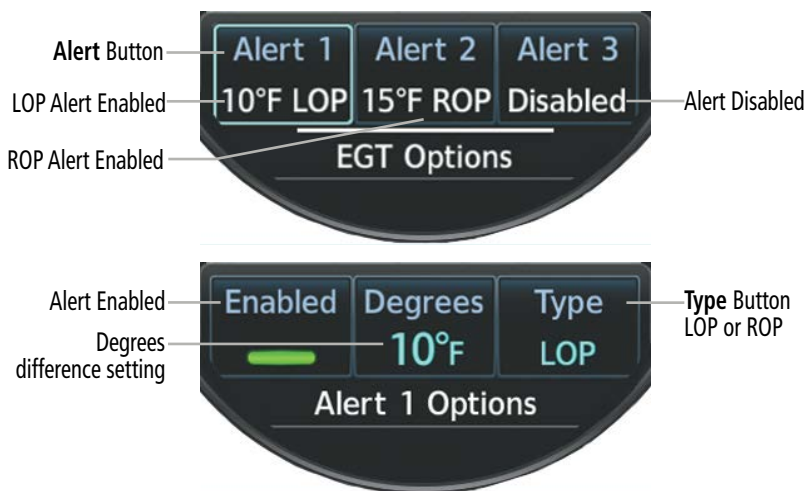 Alert Button
LOP Alert Enabled
ROP Alert Enabled
Alert 1 Alert 2 Alert 3
10°F LOP 15°F ROP Disabled
EGT Options
Alert Disabled
Alert Enabled
Degrees
difference setting
Enabled Degrees Type
10°F LOP
Alert 1 Options
Type Button
LOP or ROP